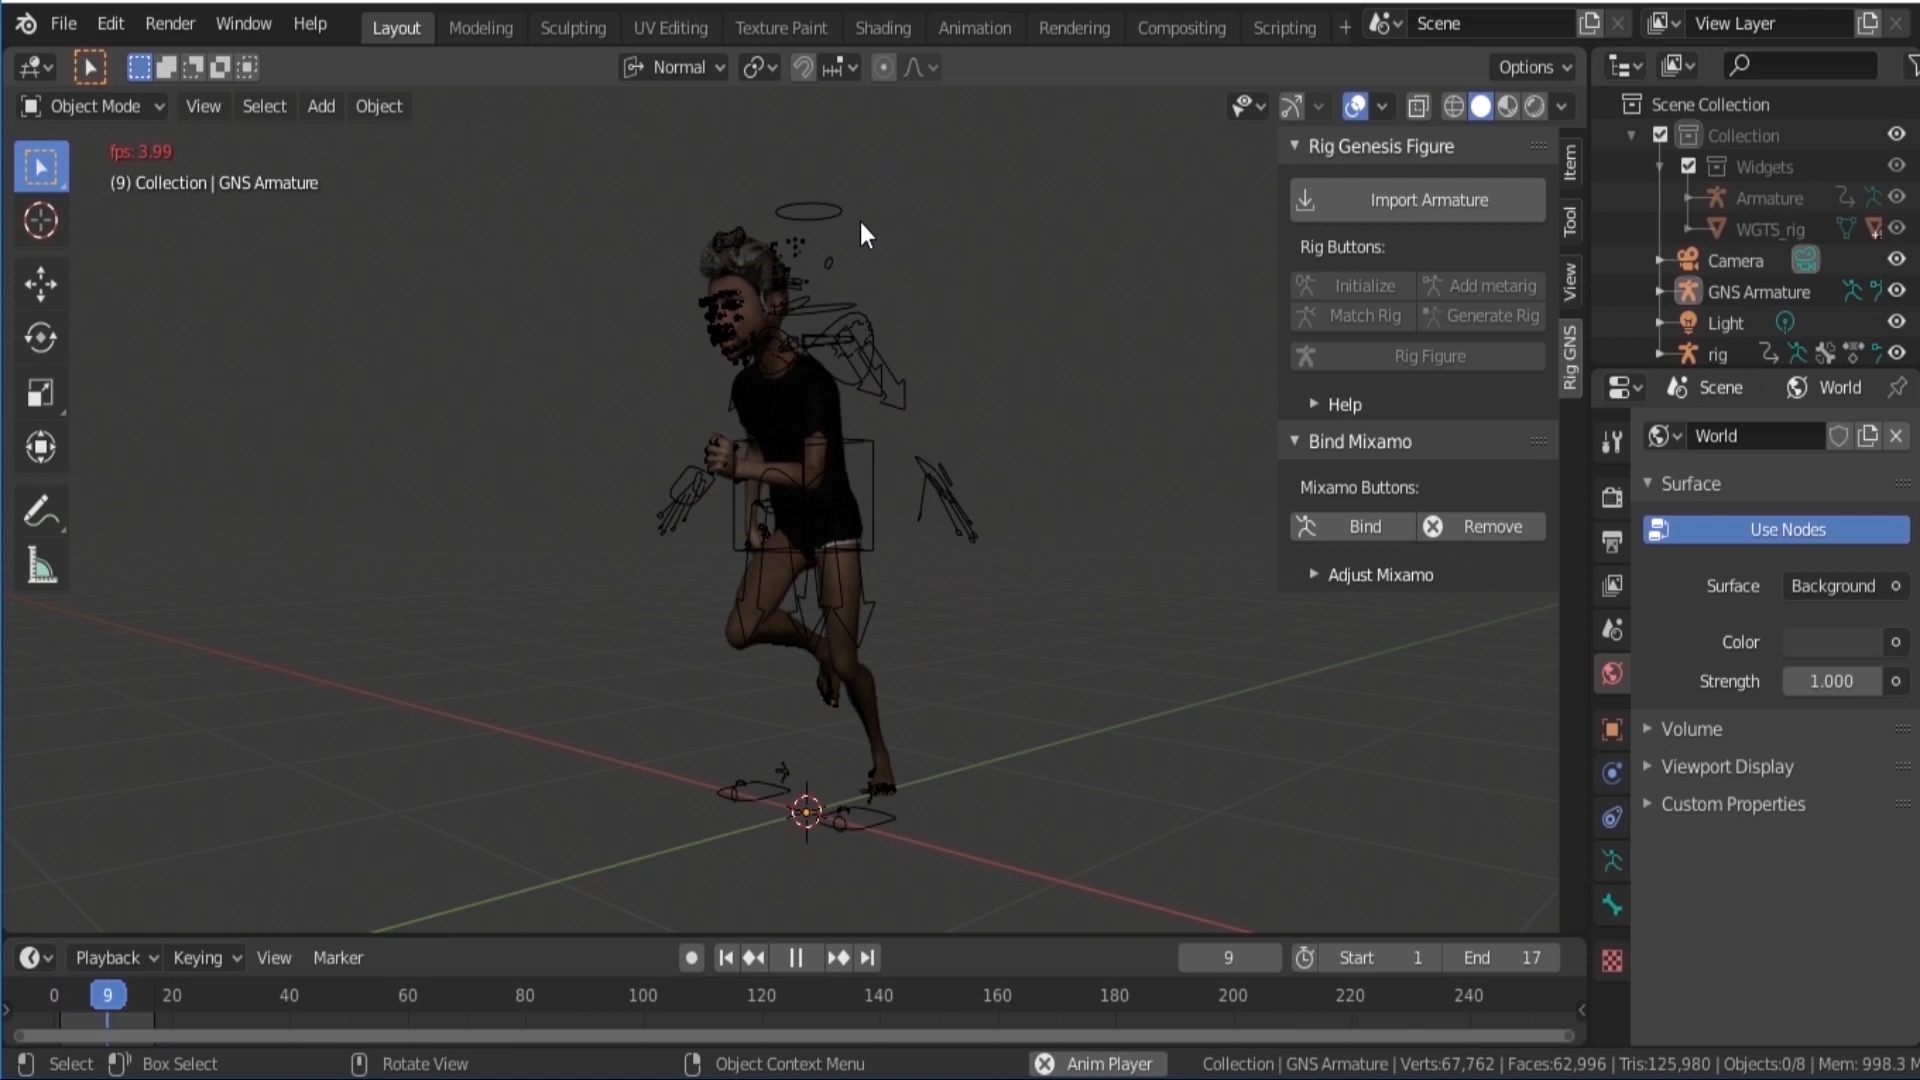 File Edit Render Window Help Layout Modeling Sculpting UV Editing Texture Paint Shading Animation Rendering Compositing Scripting + Scene View Layer
Normal Options
Object Mode View Select Add Object
fps: 3.99
(9) Collection | GNS Armature
Rig Genesis Figure
Import Armature
Rig Buttons:
Initialize Add metarig
Match Rig Generate Rig
Rig Figure
Help
Bind Mixamo
Mixamo Buttons:
Bind Remove
Adjust Mixamo
Item
Tool
View
Rig GNS
Scene Collection
Collection
Widgets
Armature
WGTS_rig
Camera
GNS Armature
Light
rig
Scene World
World
Surface
Use Nodes
Surface Background
Color
Strength 1.000
Volume
Viewport Display
Custom Properties
Playback Keying View Marker 9 Start 1 End 17
0 9 20 40 60 80 100 120 140 160 180 200 220 240
Select Box Select Rotate View Object Context Menu Anim Player Collection | GNS Armature | Verts:67,762 | Faces:62,996 | Tris:125,980 | Objects:0/8 | Mem: 998.3 M